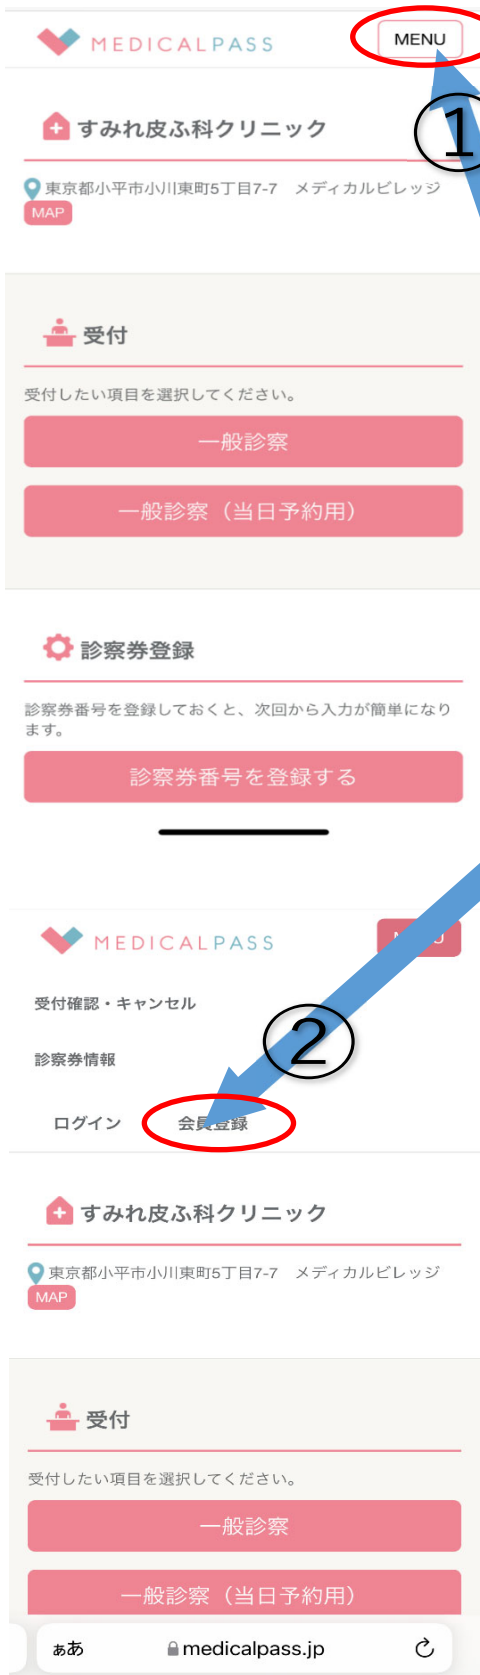 MEDICALPASS
MENU
①
すみれ皮ふ科クリニック
東京都小平市小川東町5丁目7-7　メディカルビレッジ
MAP
受付
受付したい項目を選択してください。
一般診察
一般診察（当日予約用）
診察券登録
診察券番号を登録しておくと、次回から入力が簡単になり
ます。
診察券番号を登録する
MEDICALPASS
受付確認・キャンセル
②
診察券情報
ログイン
会員登録
すみれ皮ふ科クリニック
東京都小平市小川東町5丁目7-7　メディカルビレッジ
MAP
受付
受付したい項目を選択してください。
一般診察
一般診察（当日予約用）
ぁあ
medicalpass.jp